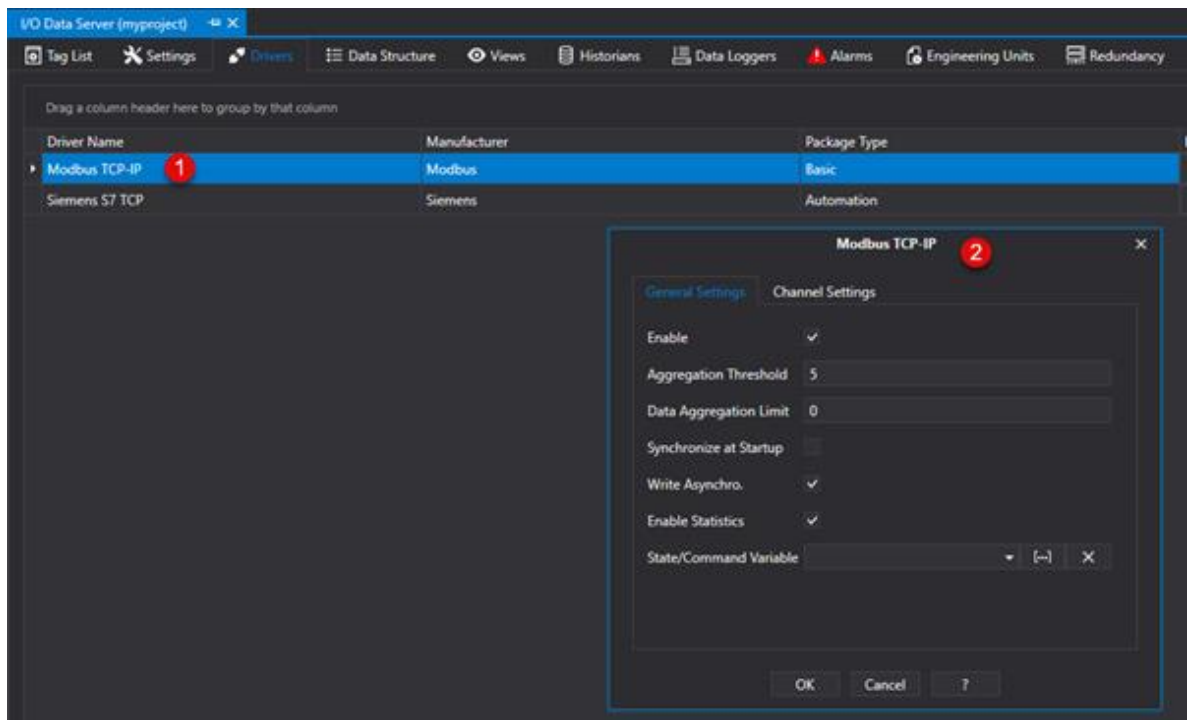 I/O Data Server (myproject)
Tag List Settings Drivers Data Structure Views Historians Data Loggers Alarms Engineering Units Redundancy
Drag a column header here to group by that column
Driver Name Manufacturer Package Type
Modbus TCP-IP 1 Modbus Basic
Siemens S7 TCP Siemens Automation
Modbus TCP-IP 2
General Settings Channel Settings
Enable
Aggregation Threshold 5
Data Aggregation Limit 0
Synchronize at Startup
Write Asynchro.
Enable Statistics
State/Command Variable
OK Cancel ?